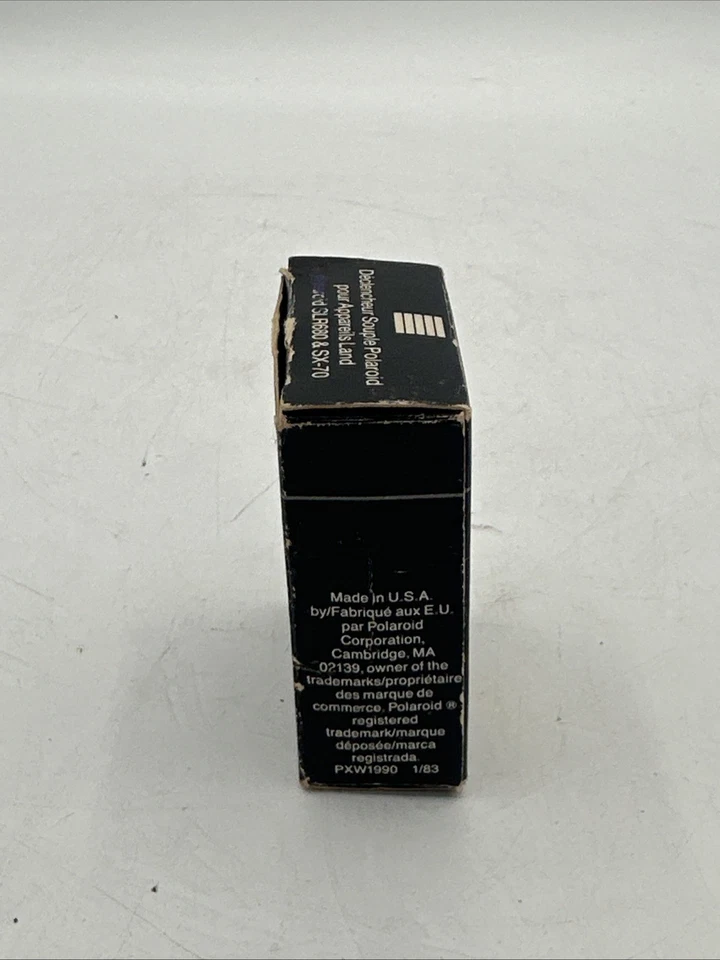 Déclencheur Souple Polaroid
pour Appareils Land
SLR680 & SX-70
Made in U.S.A.
by/Fabriqué aux E.U.
par Polaroid
Corporation,
Cambridge, MA
02139, owner of the
trademarks/propriétaire
des marque de
commerce. Polaroid ®
registered
trademark/marque
déposée/marca
registrada.
PXW1990 1/83